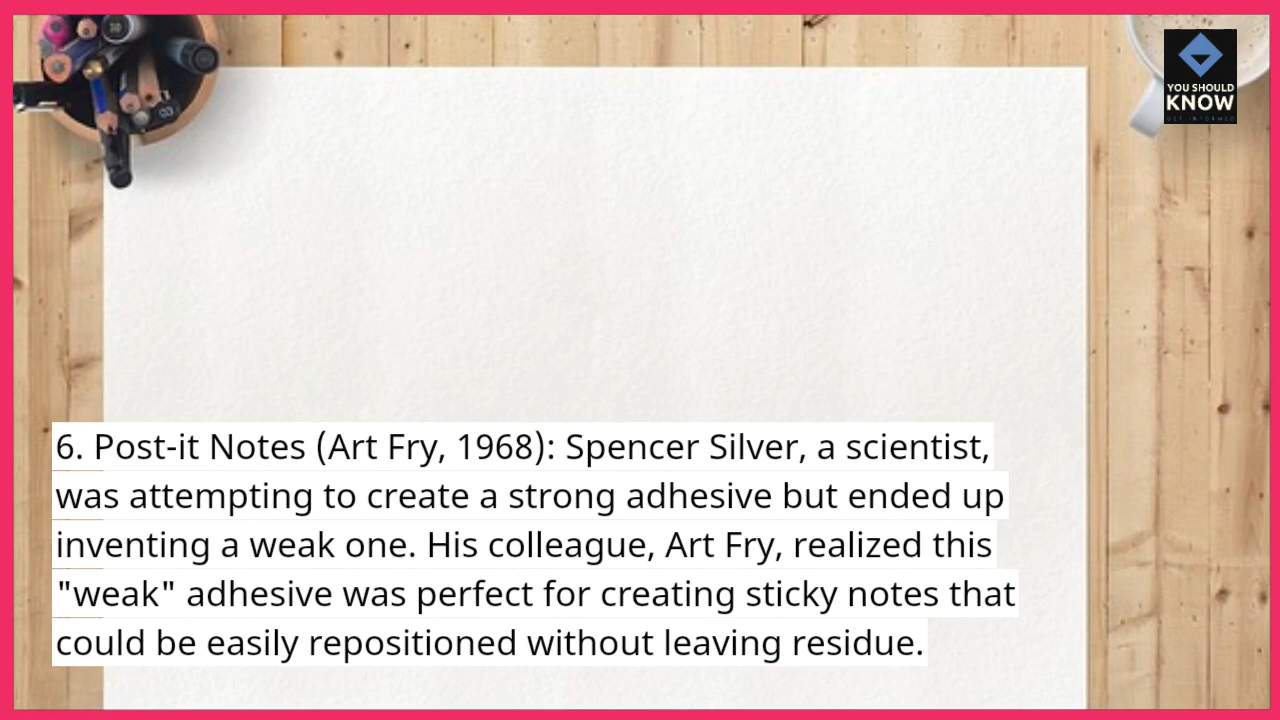 YOU SHOULD
KNOW
GET INFORMED
6. Post-it Notes (Art Fry, 1968): Spencer Silver, a scientist,
was attempting to create a strong adhesive but ended up
inventing a weak one. His colleague, Art Fry, realized this
"weak" adhesive was perfect for creating sticky notes that
could be easily repositioned without leaving residue.